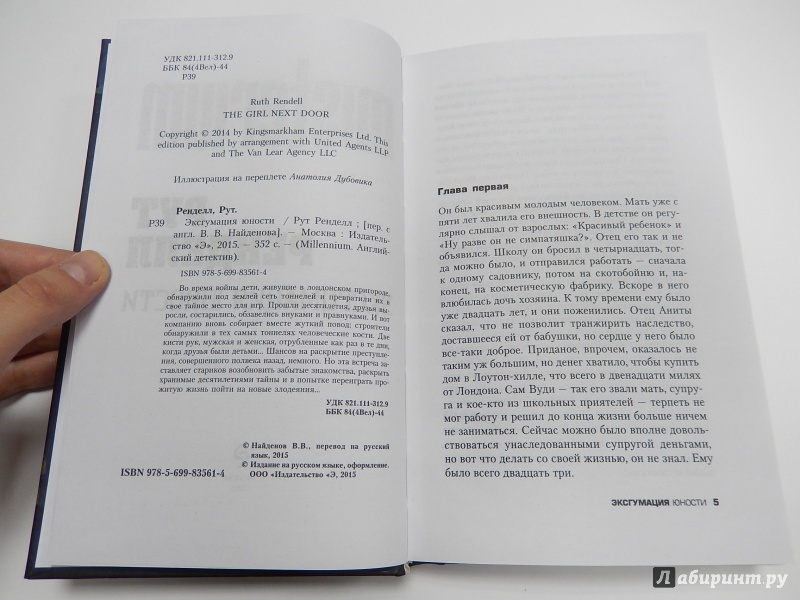 УДК 821.111-312.9
ББК 84(4Вел)-44
Р39
Ruth Rendell
THE GIRL NEXT DOOR
Copyright © 2014 by Kingsmarkham Enterprises Ltd. This
edition published by arrangement with United Agents LLP
and The Van Lear Agency LLC
Иллюстрация на переплете Анатолия Дубовика
Ренделл, Рут.
Р39 Эксгумация юности / Рут Ренделл ; [пер. с
англ. В. В. Найденова]. — Москва : Издатель-
ство «Э», 2015. — 352 с. — (Millennium. Англий-
ский детектив).
ISBN 978-5-699-83561-4
Во время войны дети, живущие в лондонском пригороде,
обнаружили под землей сеть тоннелей и превратили их в
свое тайное место для игр. Прошли десятилетия, друзья вы-
росли, состарились, обзавелись внуками и правнуками. И вот
компанию вновь собирает вместе жуткий повод: строители
обнаружили в тех самых тоннелях человеческие кости. Две
кисти рук, мужская и женская, отрубленные как раз в те дни,
когда друзья были детьми... Шансов на раскрытие преступле-
ния, совершенного полвека назад, немного. Но эта встреча за-
ставляет стариков возобновить забытые знакомства, раскрыть
хранимые десятилетиями тайны и в попытке переиграть про-
житую жизнь пойти на новые злодеяния...
УДК 821.111-312.9
ББК 84(4Вел)-44
© Найденов В.В., перевод на русский
язык, 2015
© Издание на русском языке, оформление.
ООО «Издательство «Э», 2015
ISBN 978-5-699-83561-4
Глава первая
Он был красивым молодым человеком. Мать уже с
пяти лет хвалила его внешность. В детстве он регу-
лярно слышал от взрослых: «Красивый ребенок» и
«Ну разве он не симпатяшка?». Отец его так и не
объявился. Школу он бросил в четырнадцать, тог-
да можно было, и отправился работать — сначала
к одному садовнику, потом на скотобойню и, на-
конец, на косметическую фабрику. Вскоре в него
влюбилась дочь хозяина. К тому времени ему было
уже двадцать лет, и они поженились. Отец Аниты
сказал, что не позволит транжирить наследство,
доставшееся ей от бабушки, но сердце у него было
все-таки доброе. Приданое, впрочем, оказалось не
таким уж большим, но денег хватило, чтобы купить
дом в Лоутон-хилле, что всего в двенадцати милях
от Лондона. Сам Вуди — так его звали мать, супру-
га и кое-кто из школьных приятелей — терпеть не
мог работу и решил до конца жизни больше ничем
не заниматься. Сейчас можно было вполне доволь-
ствоваться унаследованными супругой деньгами,
но вот что делать со своей жизнью, он не знал. Ему
было всего двадцать три.
ЭКСГУМАЦИЯ ЮНОСТИ 5
Лабиринт.ру